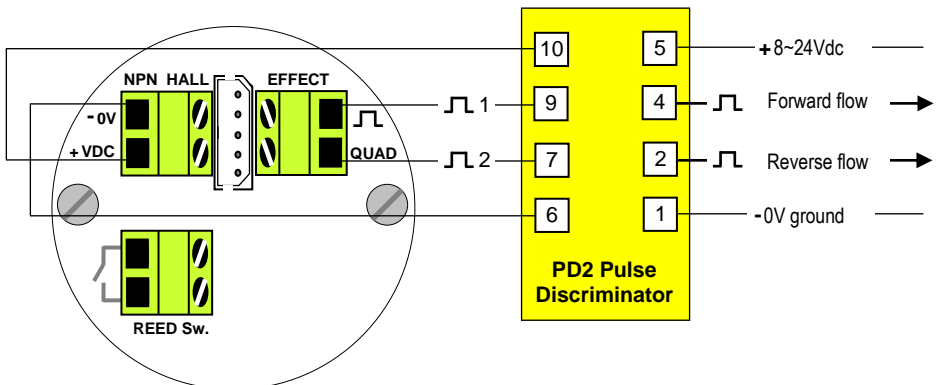 NPN HALL EFFECT
- 0V
+ VDC QUAD
REED Sw.
1
2
10 5
9 4
7 2
6 1
PD2 Pulse
Discriminator
+ 8~24Vdc
Forward flow
Reverse flow
- 0V ground